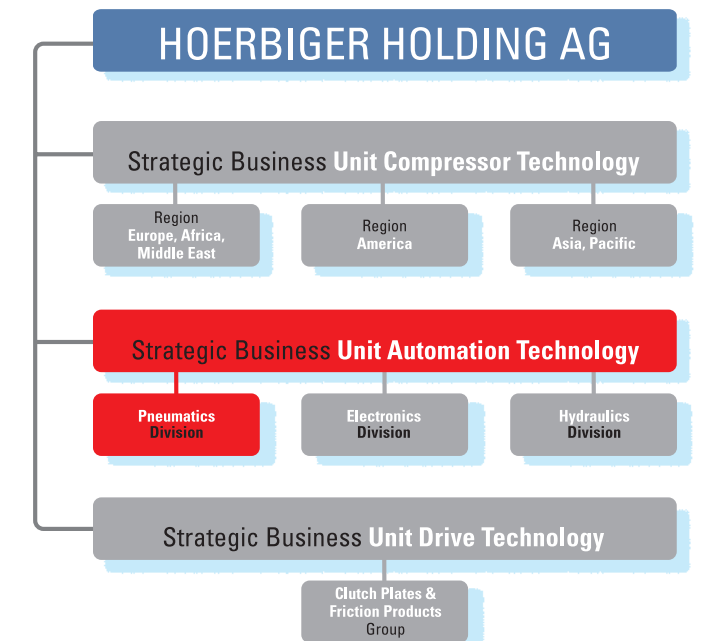 HOERBIGER HOLDING AG
Strategic Business Unit Compressor Technology
Region
Europe, Africa,
Middle East
Region
America
Region
Asia, Pacific
Strategic Business Unit Automation Technology
Pneumatics
Division
Electronics
Division
Hydraulics
Division
Strategic Business Unit Drive Technology
Clutch Plates &
Friction Products
Group